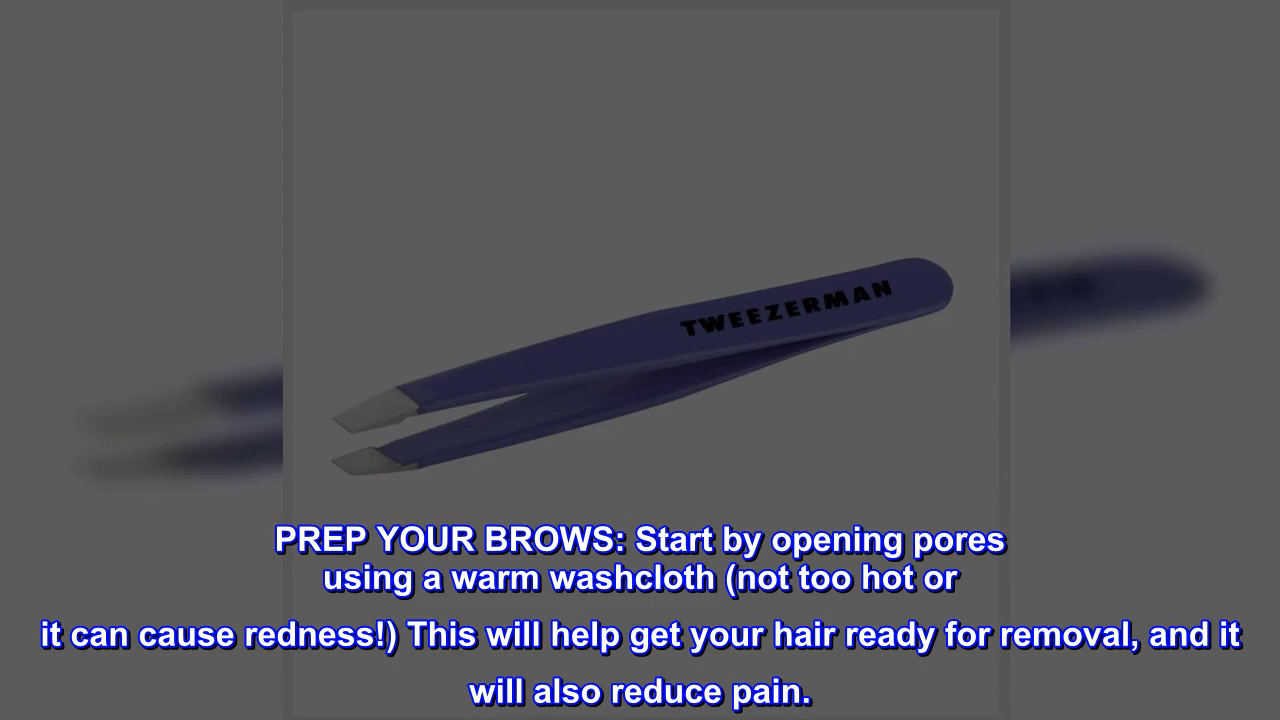 TWEEZERMAN
PREP YOUR BROWS: Start by opening pores
using a warm washcloth (not too hot or
it can cause redness!) This will help get your hair ready for removal, and it
will also reduce pain.